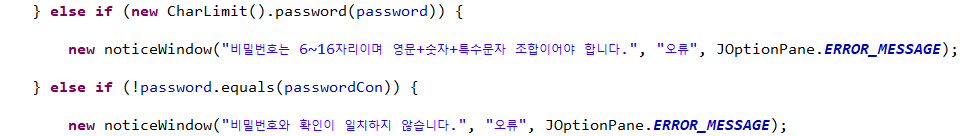 } else if (new CharLimit().password(password)) {
new noticeWindow("비밀번호는 6~16자리이며 영문+숫자+특수문자 조합이어야 합니다.", "오류", JOptionPane.ERROR_MESSAGE);
} else if (!password.equals(passwordCon)) {
new noticeWindow("비밀번호와 확인이 일치하지 않습니다.", "오류", JOptionPane.ERROR_MESSAGE);